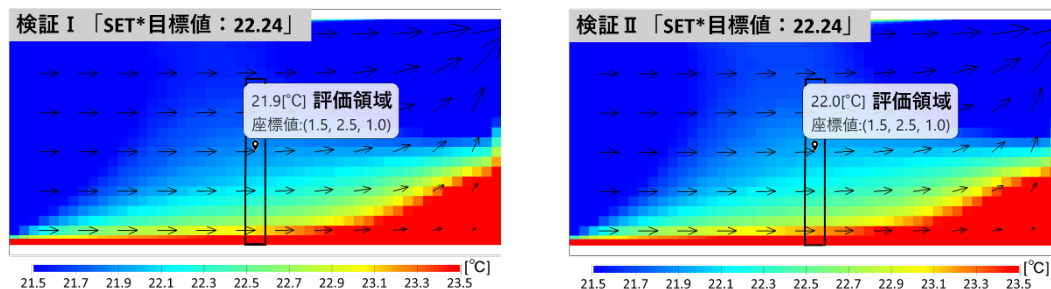 検証Ⅰ「SET*目標値：22.24」
21.9[℃] 評価領域
座標値:(1.5, 2.5, 1.0)
[℃]
21.5 21.7 21.9 22.1 22.3 22.5 22.7 22.9 23.1 23.3 23.5
検証Ⅱ「SET*目標値：22.24」
22.0[℃] 評価領域
座標値:(1.5, 2.5, 1.0)
[℃]
21.5 21.7 21.9 22.1 22.3 22.5 22.7 22.9 23.1 23.3 23.5